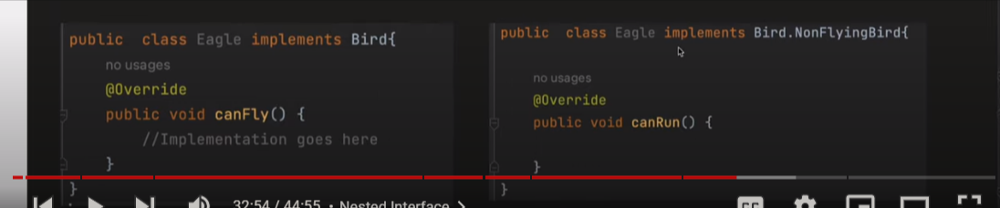 public class Eagle implements Bird{
no usages
@Override
public void canFly() {
//Implementation goes here
}
}
public class Eagle implements Bird.NonFlyingBird{
no usages
@Override
public void canRun() {
}
}
32:54 / 44:55 • Nested Interface >
CC